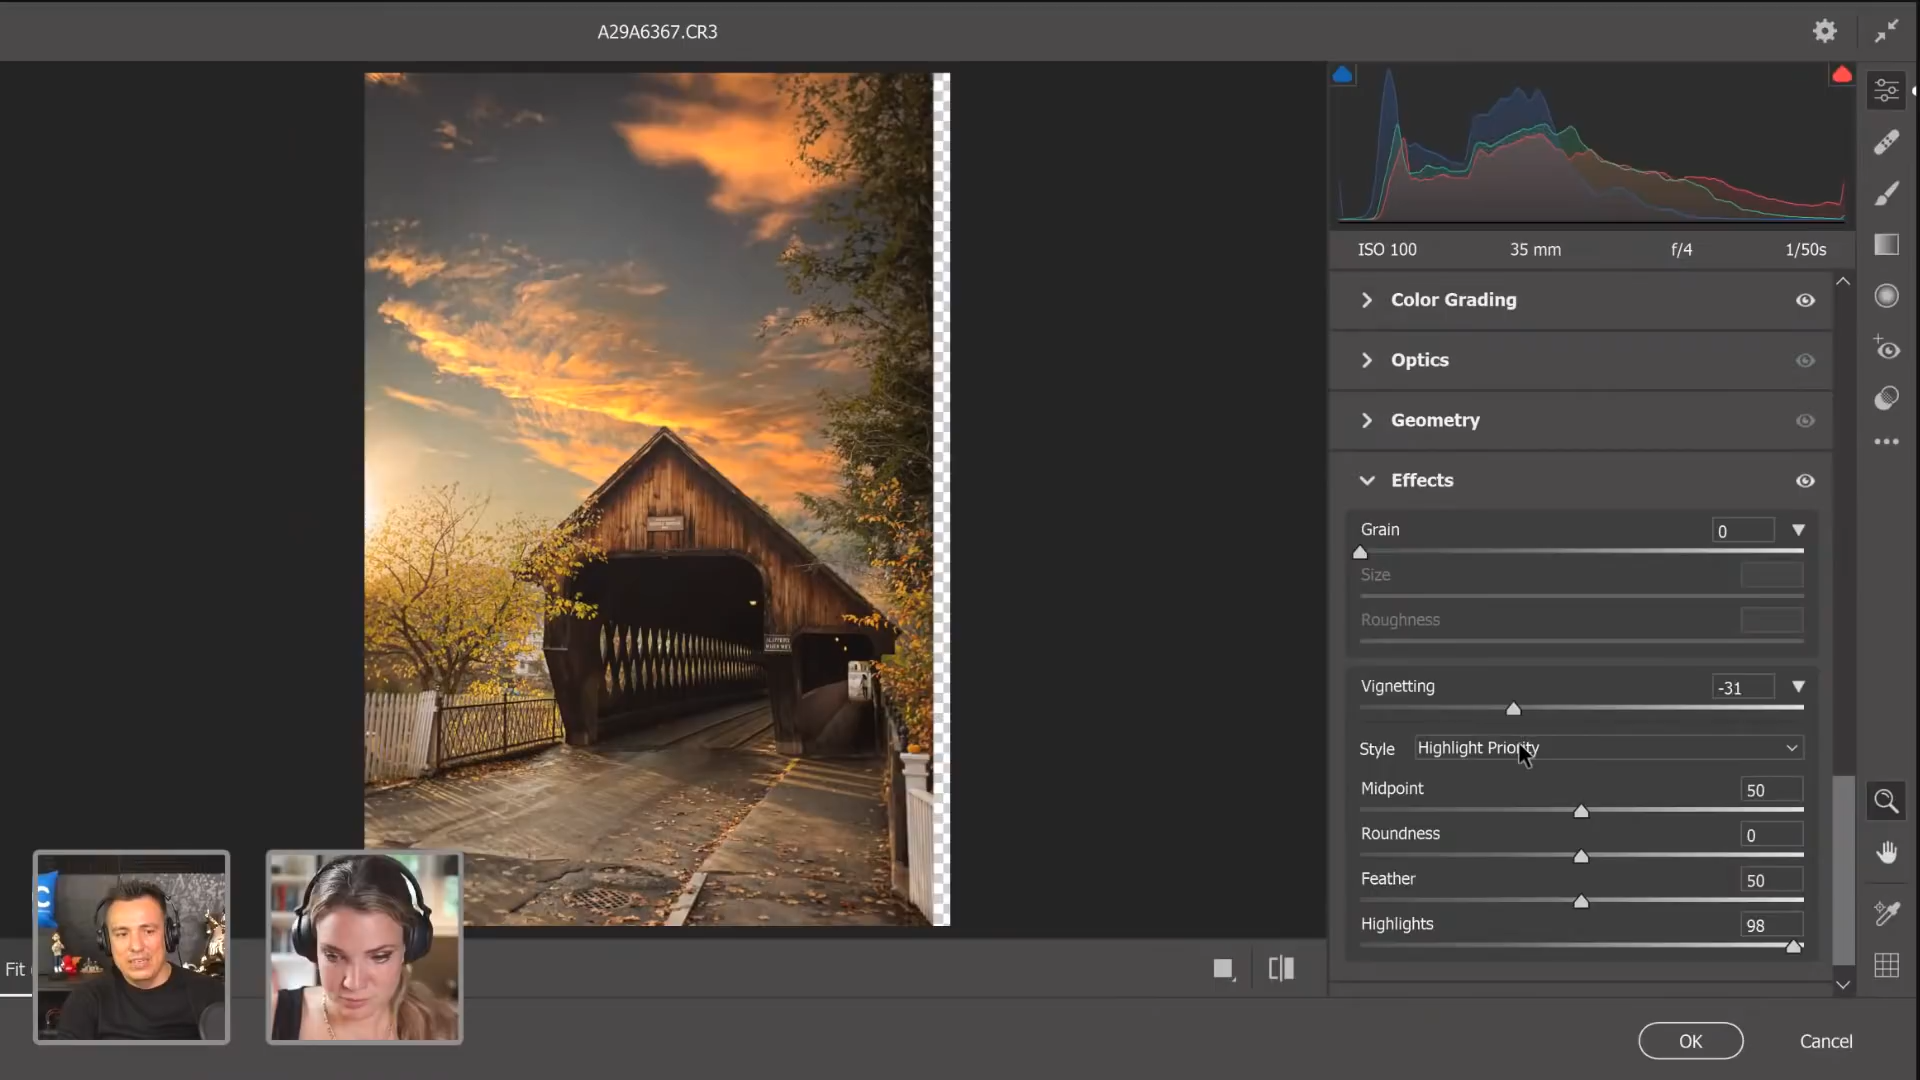 A29A6367.CR3
ISO 100 35 mm f/4 1/50s
Color Grading
Optics
Geometry
Effects
Grain 0
Size
Roughness
Vignetting -31
Style Highlight Priority
Midpoint 50
Roundness 0
Feather 50
Highlights 98
Fit
OK Cancel